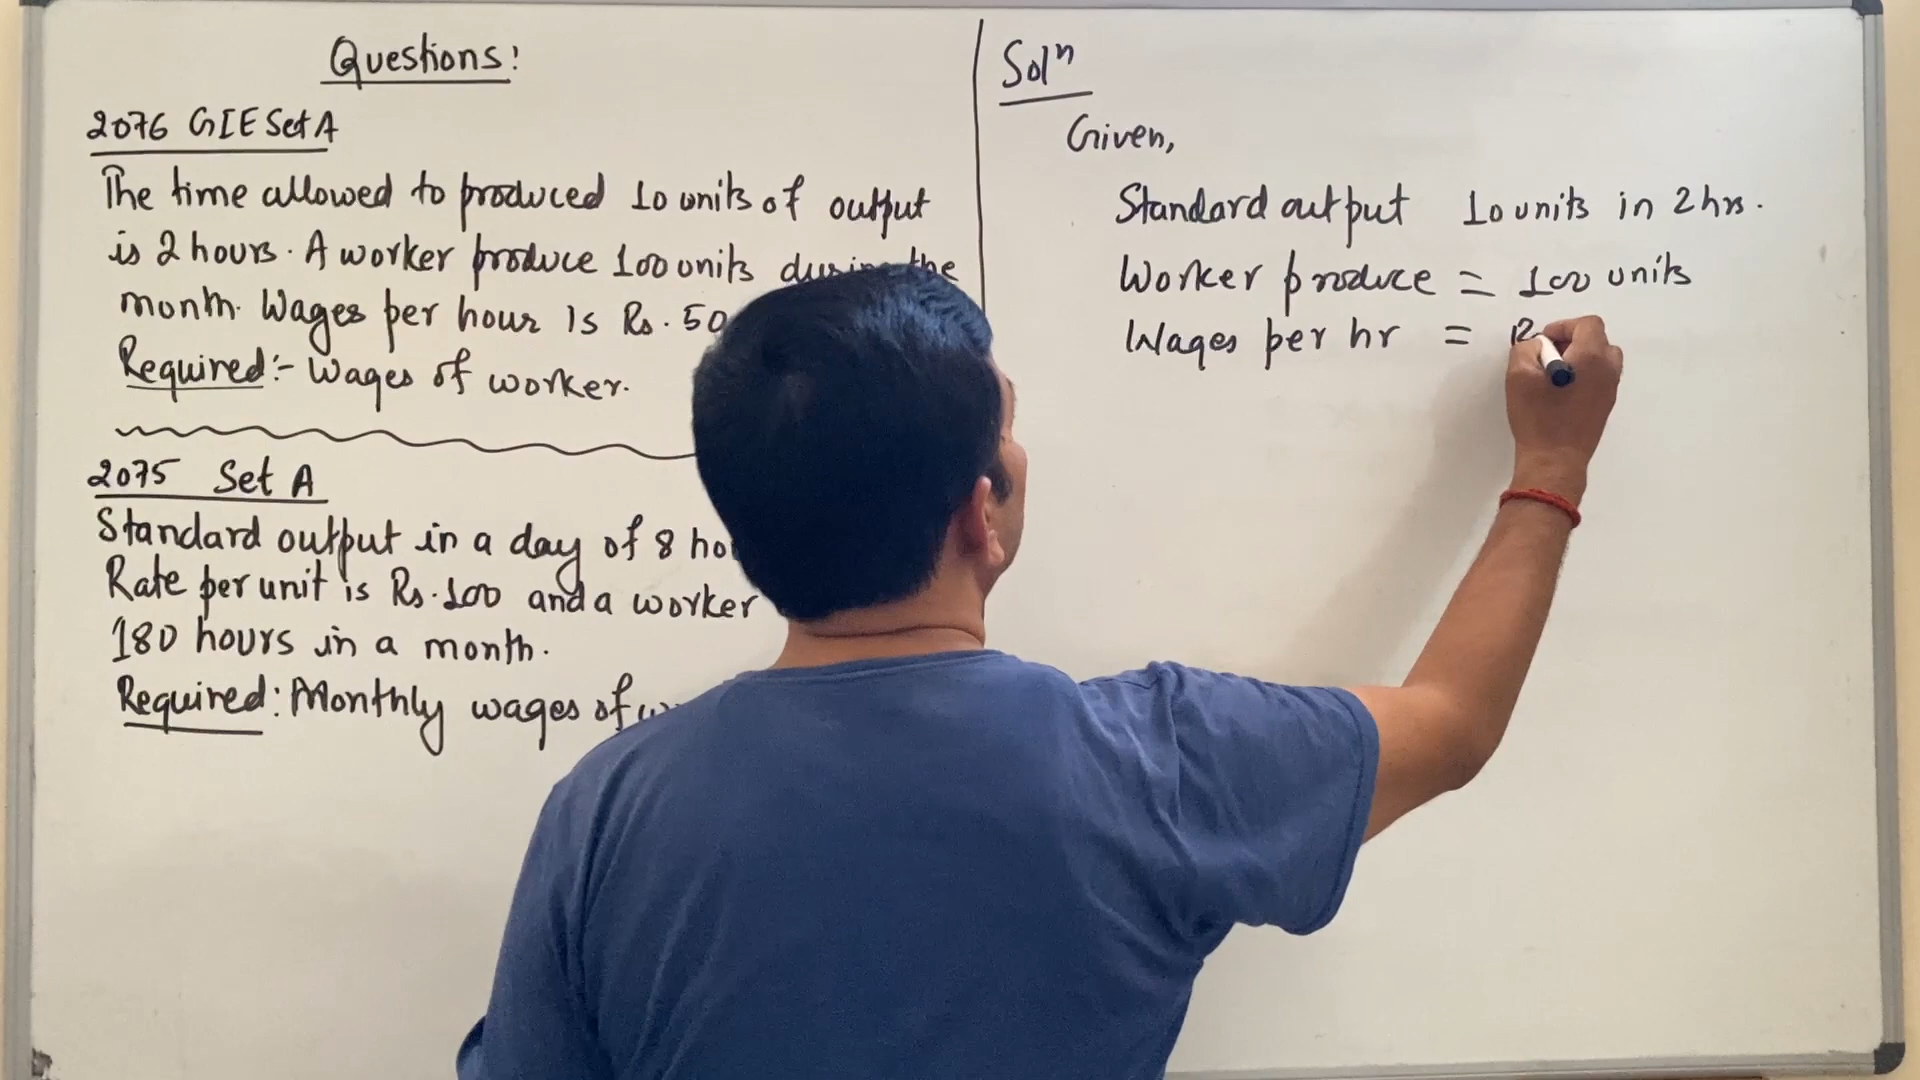 Questions:
2076 GIE Set A
The time allowed to produced 10 units of output
is 2 hours. A worker produce 100 units during the
month. Wages per hour is Rs. 50
Required:- Wages of worker.
2075 Set A
Standard output in a day of 8
Rate per unit is Rs. 100 and a worker
180 hours in a month.
Required: Monthly wages of
Solⁿ
Given,
Standard output 10 units in 2 hrs.
Worker produce = 100 units
Wages per hr =